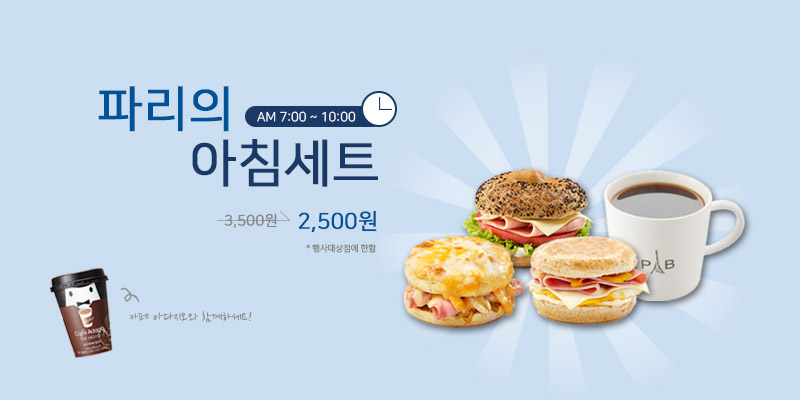 파리의
AM 7:00 ~ 10:00
아침세트
3,500원 2,500원
* 행사대상점에 한함
P B
카페 아다지오와 함께하세요!
Café Adagio